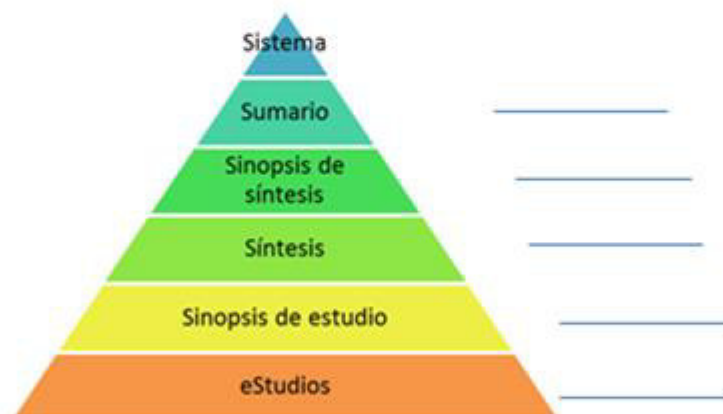 Sistema
Sumario
Sinopsis de
síntesis
Síntesis
Sinopsis de estudio
eStudios